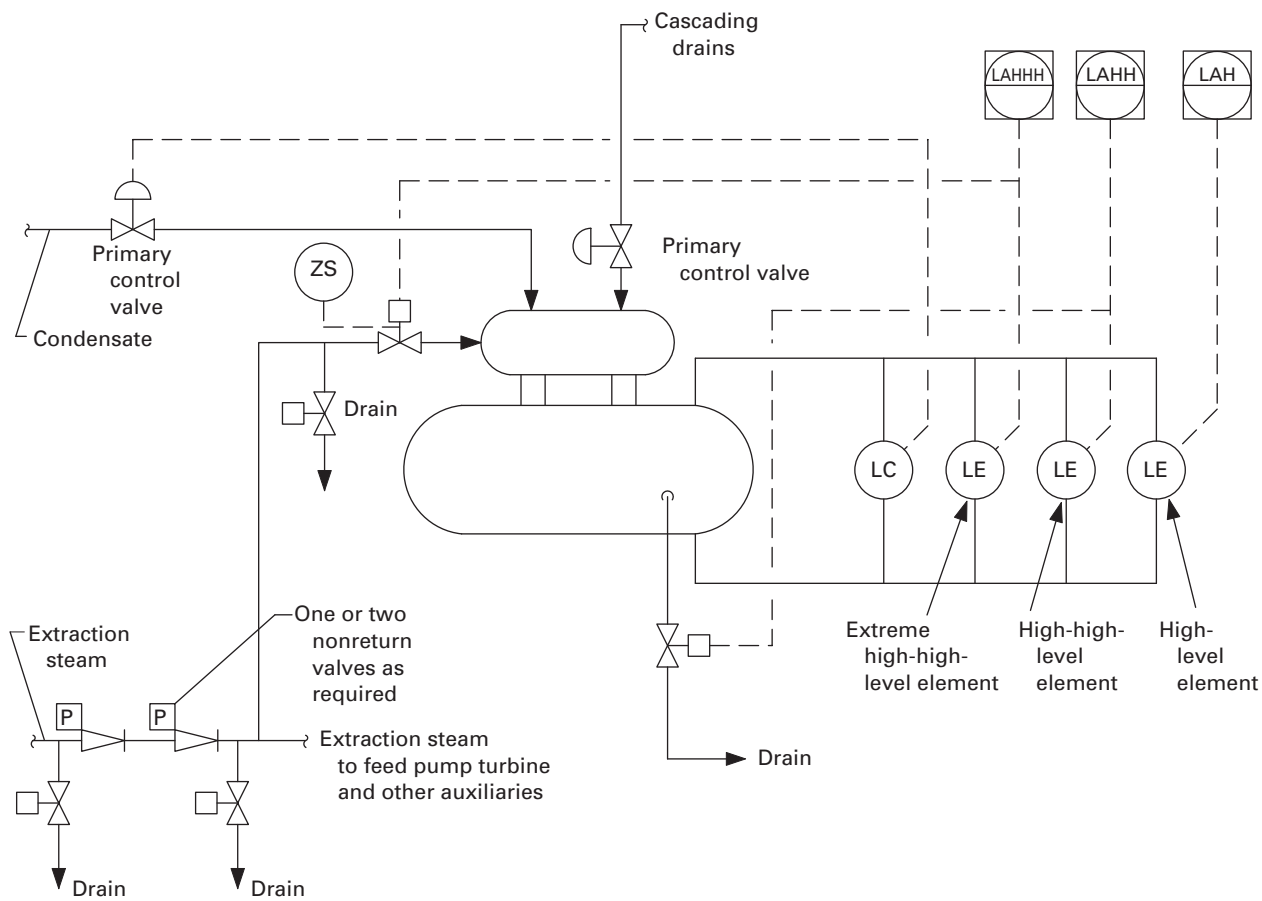 Cascading
drains
LAHHH
LAHH
LAH
Primary
control
valve
ZS
Primary
control valve
Condensate
Drain
LC
LE
LE
LE
Extraction
steam
One or two
nonreturn
valves as
required
Extreme
high-high-
level element
High-high-
level
element
High-
level
element
P
P
Extraction steam
to feed pump turbine
and other auxiliaries
Drain
Drain
Drain